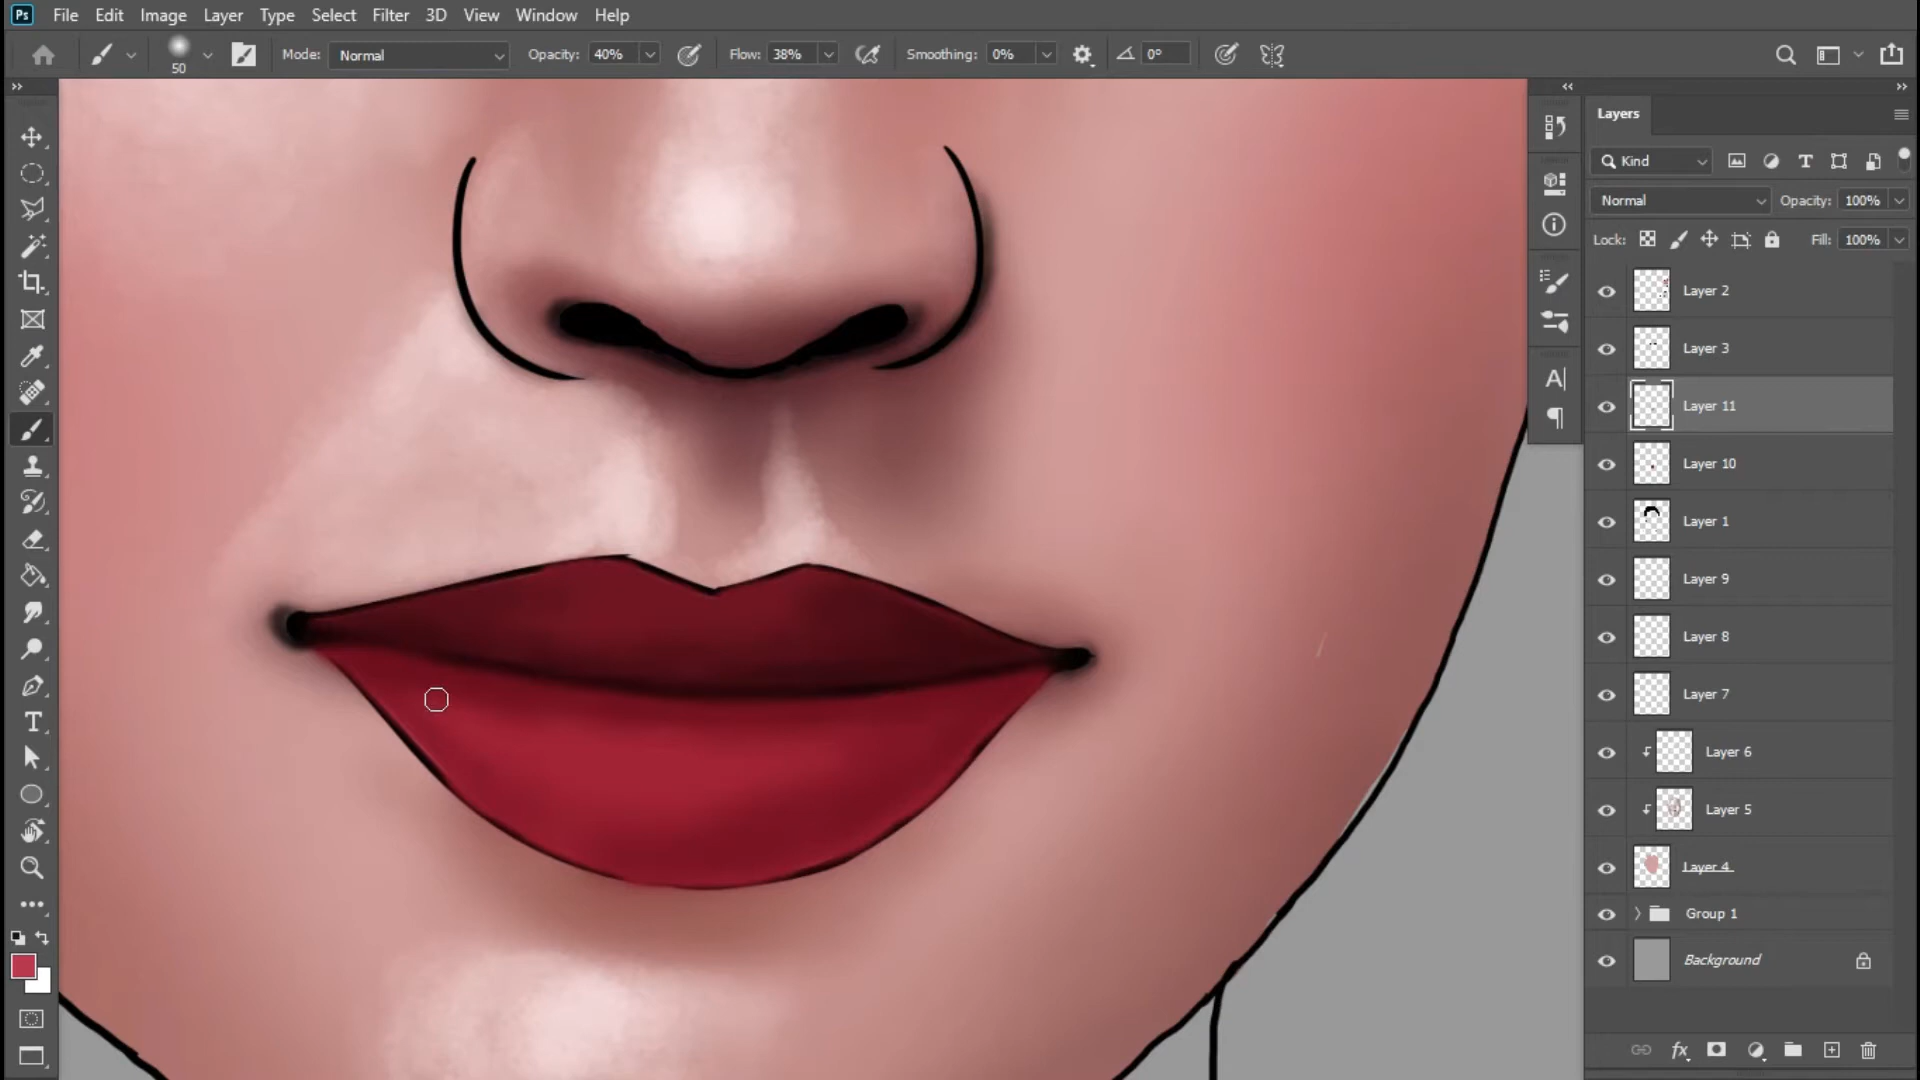 Ps File Edit Image Layer Type Select Filter 3D View Window Help
50 Mode: Normal Opacity: 40% Flow: 38% Smoothing: 0% 0°
Layers
Kind
Normal Opacity: 100%
Lock: Fill: 100%
Layer 2
Layer 3
Layer 11
Layer 10
Layer 1
Layer 9
Layer 8
Layer 7
Layer 6
Layer 5
Layer 4
Group 1
Background